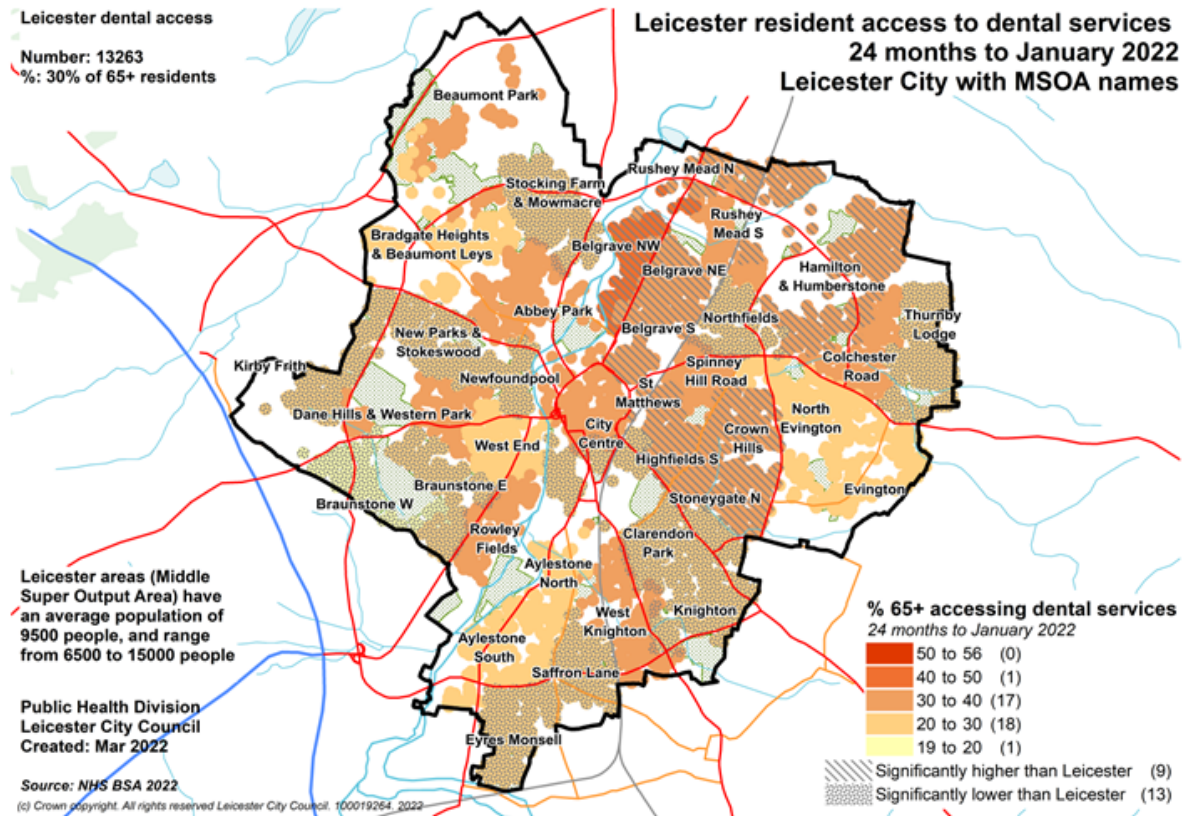 Leicester dental access
Number: 13263
%: 30% of 65+ residents
Leicester resident access to dental services
24 months to January 2022
Leicester City with MSOA names
Beaumont Park
Rushey Mead N
Stocking Farm
& Mowmacre
Rushey
Mead S
Bradgate Heights
& Beaumont Leys
Belgrave NW
Belgrave NE
Hamilton
& Humberstone
Abbey Park
Northfields
Thurnby
Lodge
Belgrave S
New Parks &
Stokeswood
Kirby Frith
Spinney
Hill Road
Colchester
Road
Newfoundpool
St
Matthews
Dane Hills & Western Park
North
Evington
City
Centre
Crown
Hills
West End
Highfields S
Braunstone E
Evington
Stoneygate N
Braunstone W
Rowley
Fields
Clarendon
Park
Aylestone
North
West
Knighton
Knighton
Aylestone
South
Saffron Lane
Eyres Monsell
Leicester areas (Middle
Super Output Area) have
an average population of
9500 people, and range
from 6500 to 15000 people
Public Health Division
Leicester City Council
Created: Mar 2022
Source: NHS BSA 2022
(c) Crown copyright. All rights reserved Leicester City Council. 100019264. 2022
% 65+ accessing dental services
24 months to January 2022
50 to 56 (0)
40 to 50 (1)
30 to 40 (17)
20 to 30 (18)
19 to 20 (1)
Significantly higher than Leicester (9)
Significantly lower than Leicester (13)